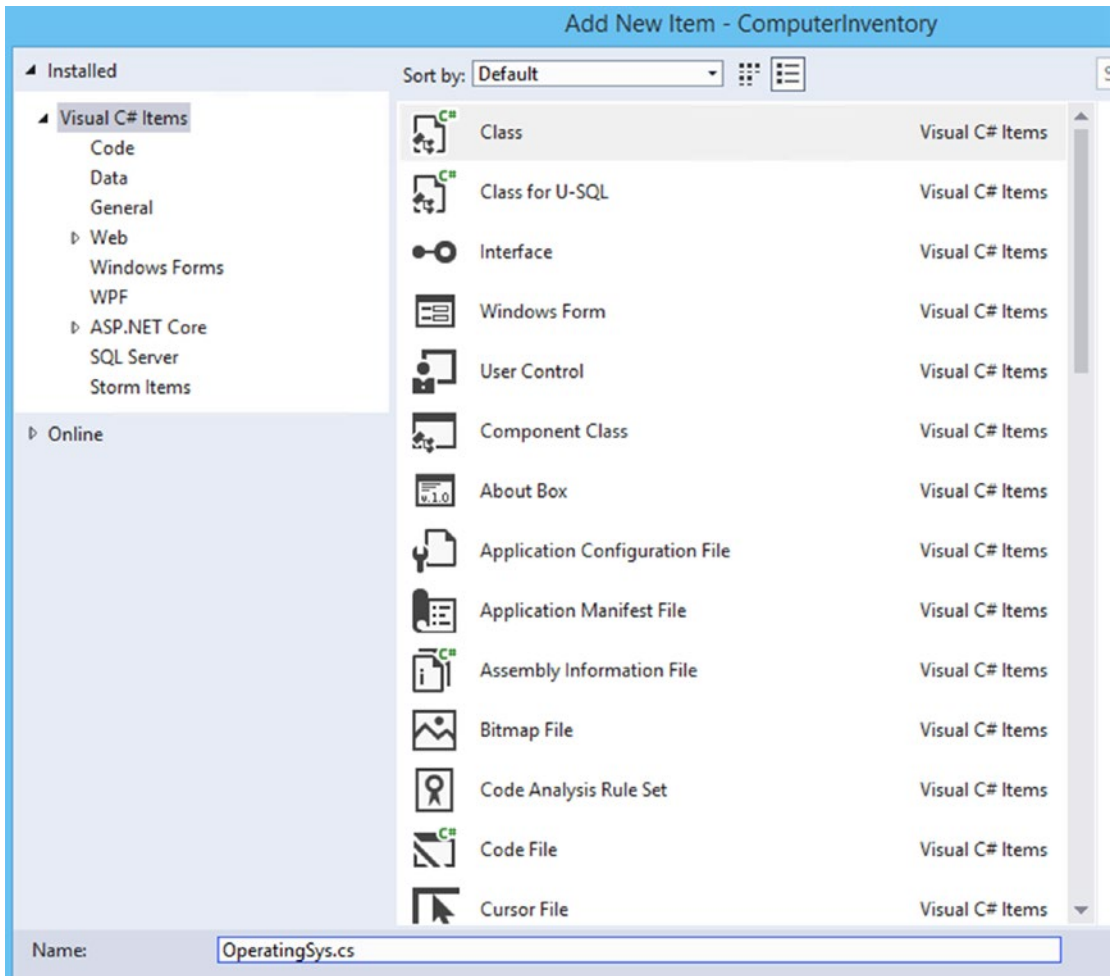 Add New Item - ComputerInventory
Installed
Sort by: Default
S
Visual C# Items
Code
Data
General
Web
Windows Forms
WPF
ASP.NET Core
SQL Server
Storm Items
Online
C# Class Visual C# Items
C# Class for U-SQL Visual C# Items
Interface Visual C# Items
Windows Form Visual C# Items
User Control Visual C# Items
Component Class Visual C# Items
v.1.0 About Box Visual C# Items
Application Configuration File Visual C# Items
Application Manifest File Visual C# Items
C# Assembly Information File Visual C# Items
Bitmap File Visual C# Items
Code Analysis Rule Set Visual C# Items
C# Code File Visual C# Items
Cursor File Visual C# Items
Name: OperatingSys.cs